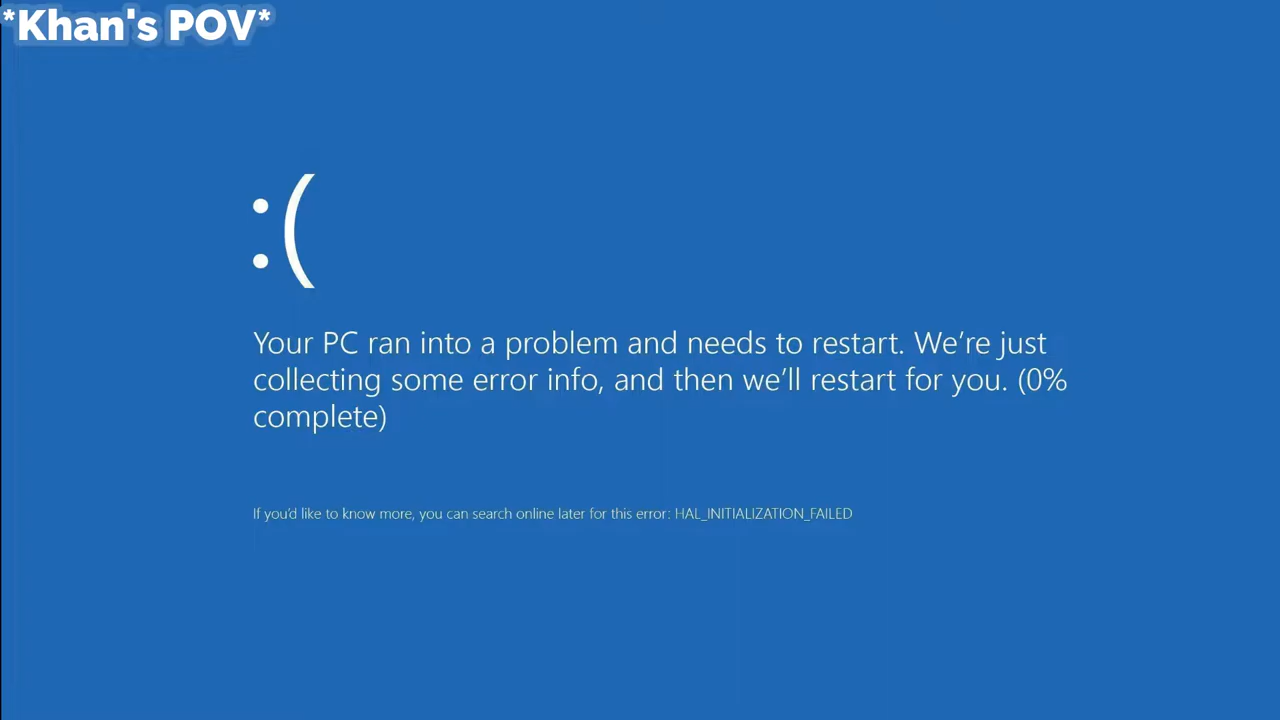 *Khan's POV*
:(
Your PC ran into a problem and needs to restart. We’re just
collecting some error info, and then we’ll restart for you. (0%
complete)
If you’d like to know more, you can search online later for this error: HAL_INITIALIZATION_FAILED